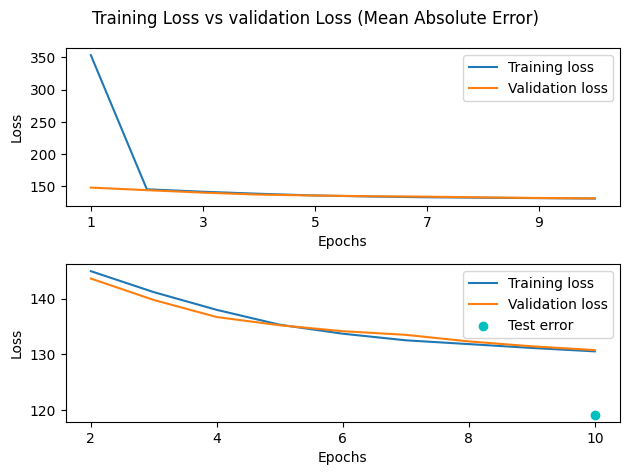 Training Loss vs validation Loss (Mean Absolute Error)
350
300
250
200
150
Loss
Training loss
Validation loss
1 3 5 7 9
Epochs
140
130
120
Loss
Training loss
Validation loss
Test error
2 4 6 8 10
Epochs